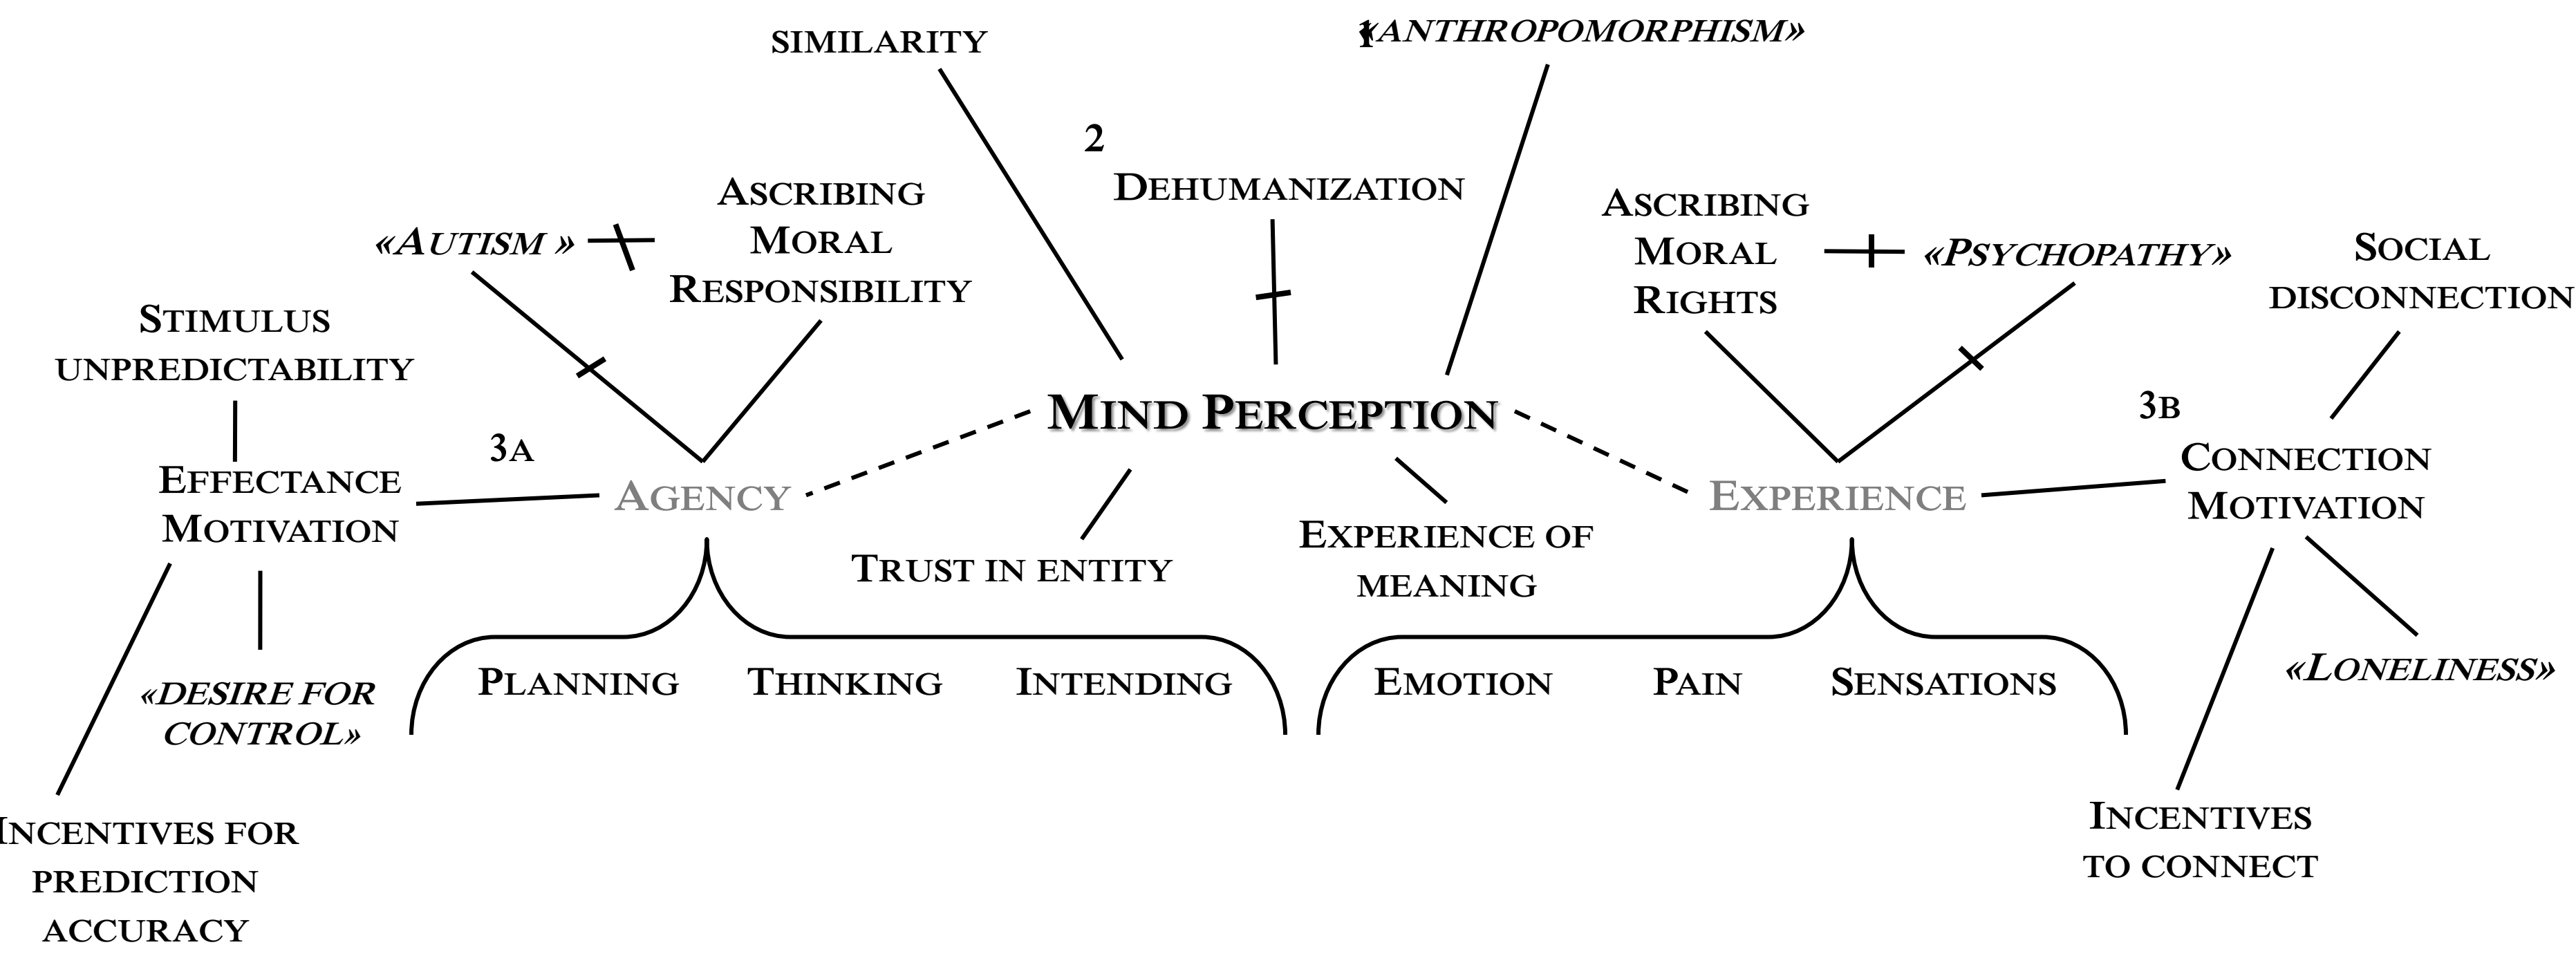 SIMILARITY
1
«ANTHROPOMORPHISM»
2
DEHUMANIZATION
ASCRIBING
MORAL
RESPONSIBILITY
«AUTISM »
ASCRIBING
MORAL
RIGHTS
«PSYCHOPATHY»
SOCIAL
DISCONNECTION
STIMULUS
UNPREDICTABILITY
MIND PERCEPTION
3A
3B
EFFECTANCE
MOTIVATION
AGENCY
EXPERIENCE
CONNECTION
MOTIVATION
TRUST IN ENTITY
EXPERIENCE OF
MEANING
PLANNING THINKING INTENDING
EMOTION PAIN SENSATIONS
«DESIRE FOR
CONTROL»
«LONELINESS»
INCENTIVES FOR
PREDICTION
ACCURACY
INCENTIVES
TO CONNECT